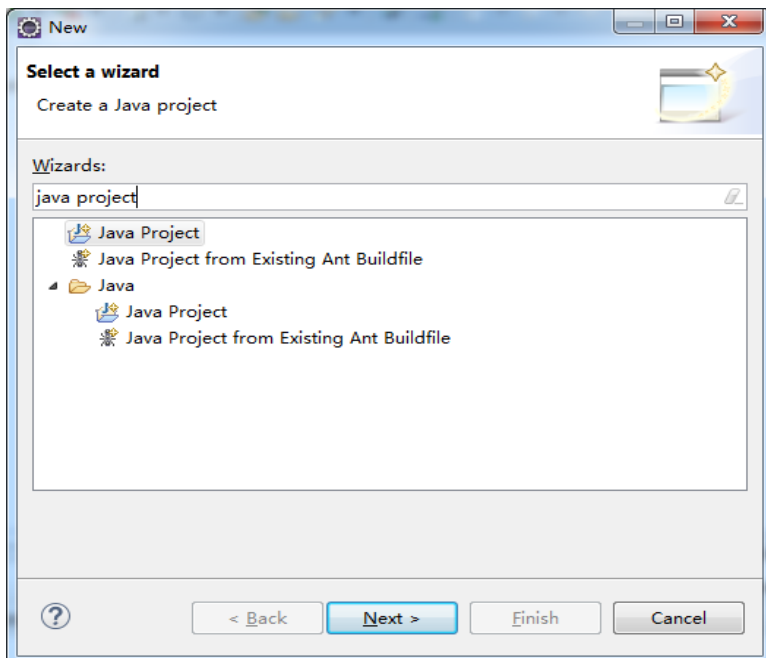 New
Select a wizard
Create a Java project
Wizards:
java project
Java Project
Java Project from Existing Ant Buildfile
Java
Java Project
Java Project from Existing Ant Buildfile
? < Back Next > Finish Cancel